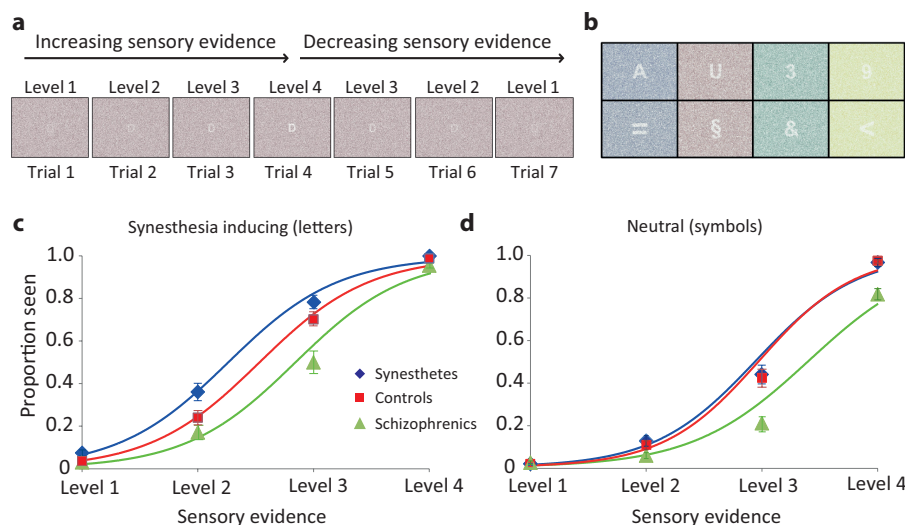 a
Increasing sensory evidence Decreasing sensory evidence
Level 1 Level 2 Level 3 Level 4 Level 3 Level 2 Level 1
D D D D D
Trial 1 Trial 2 Trial 3 Trial 4 Trial 5 Trial 6 Trial 7
b
A U 3 9
= § & <
c
Synesthesia inducing (letters)
Proportion seen
1.0
0.8
0.6
0.4
0.2
0
Synesthetes
Controls
Schizophrenics
Level 1 Level 2 Level 3 Level 4
Sensory evidence
d
Neutral (symbols)
1.0
0.8
0.6
0.4
0.2
0
Level 1 Level 2 Level 3 Level 4
Sensory evidence